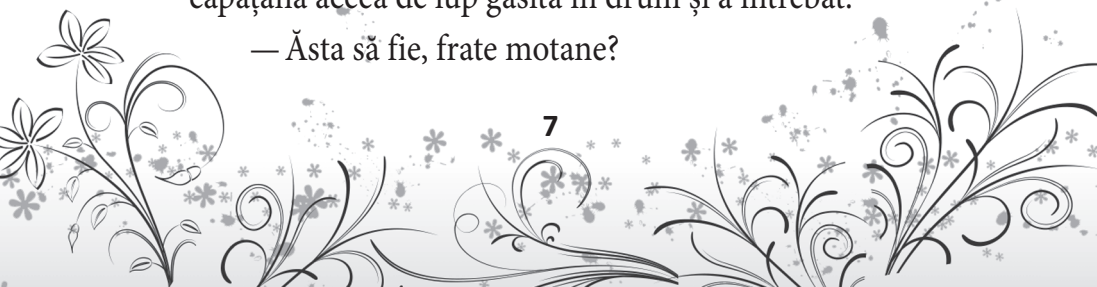 căpățâna aceea de lup găsită în drum și a întrebat:
— Ăsta să fie, frate motane?
7